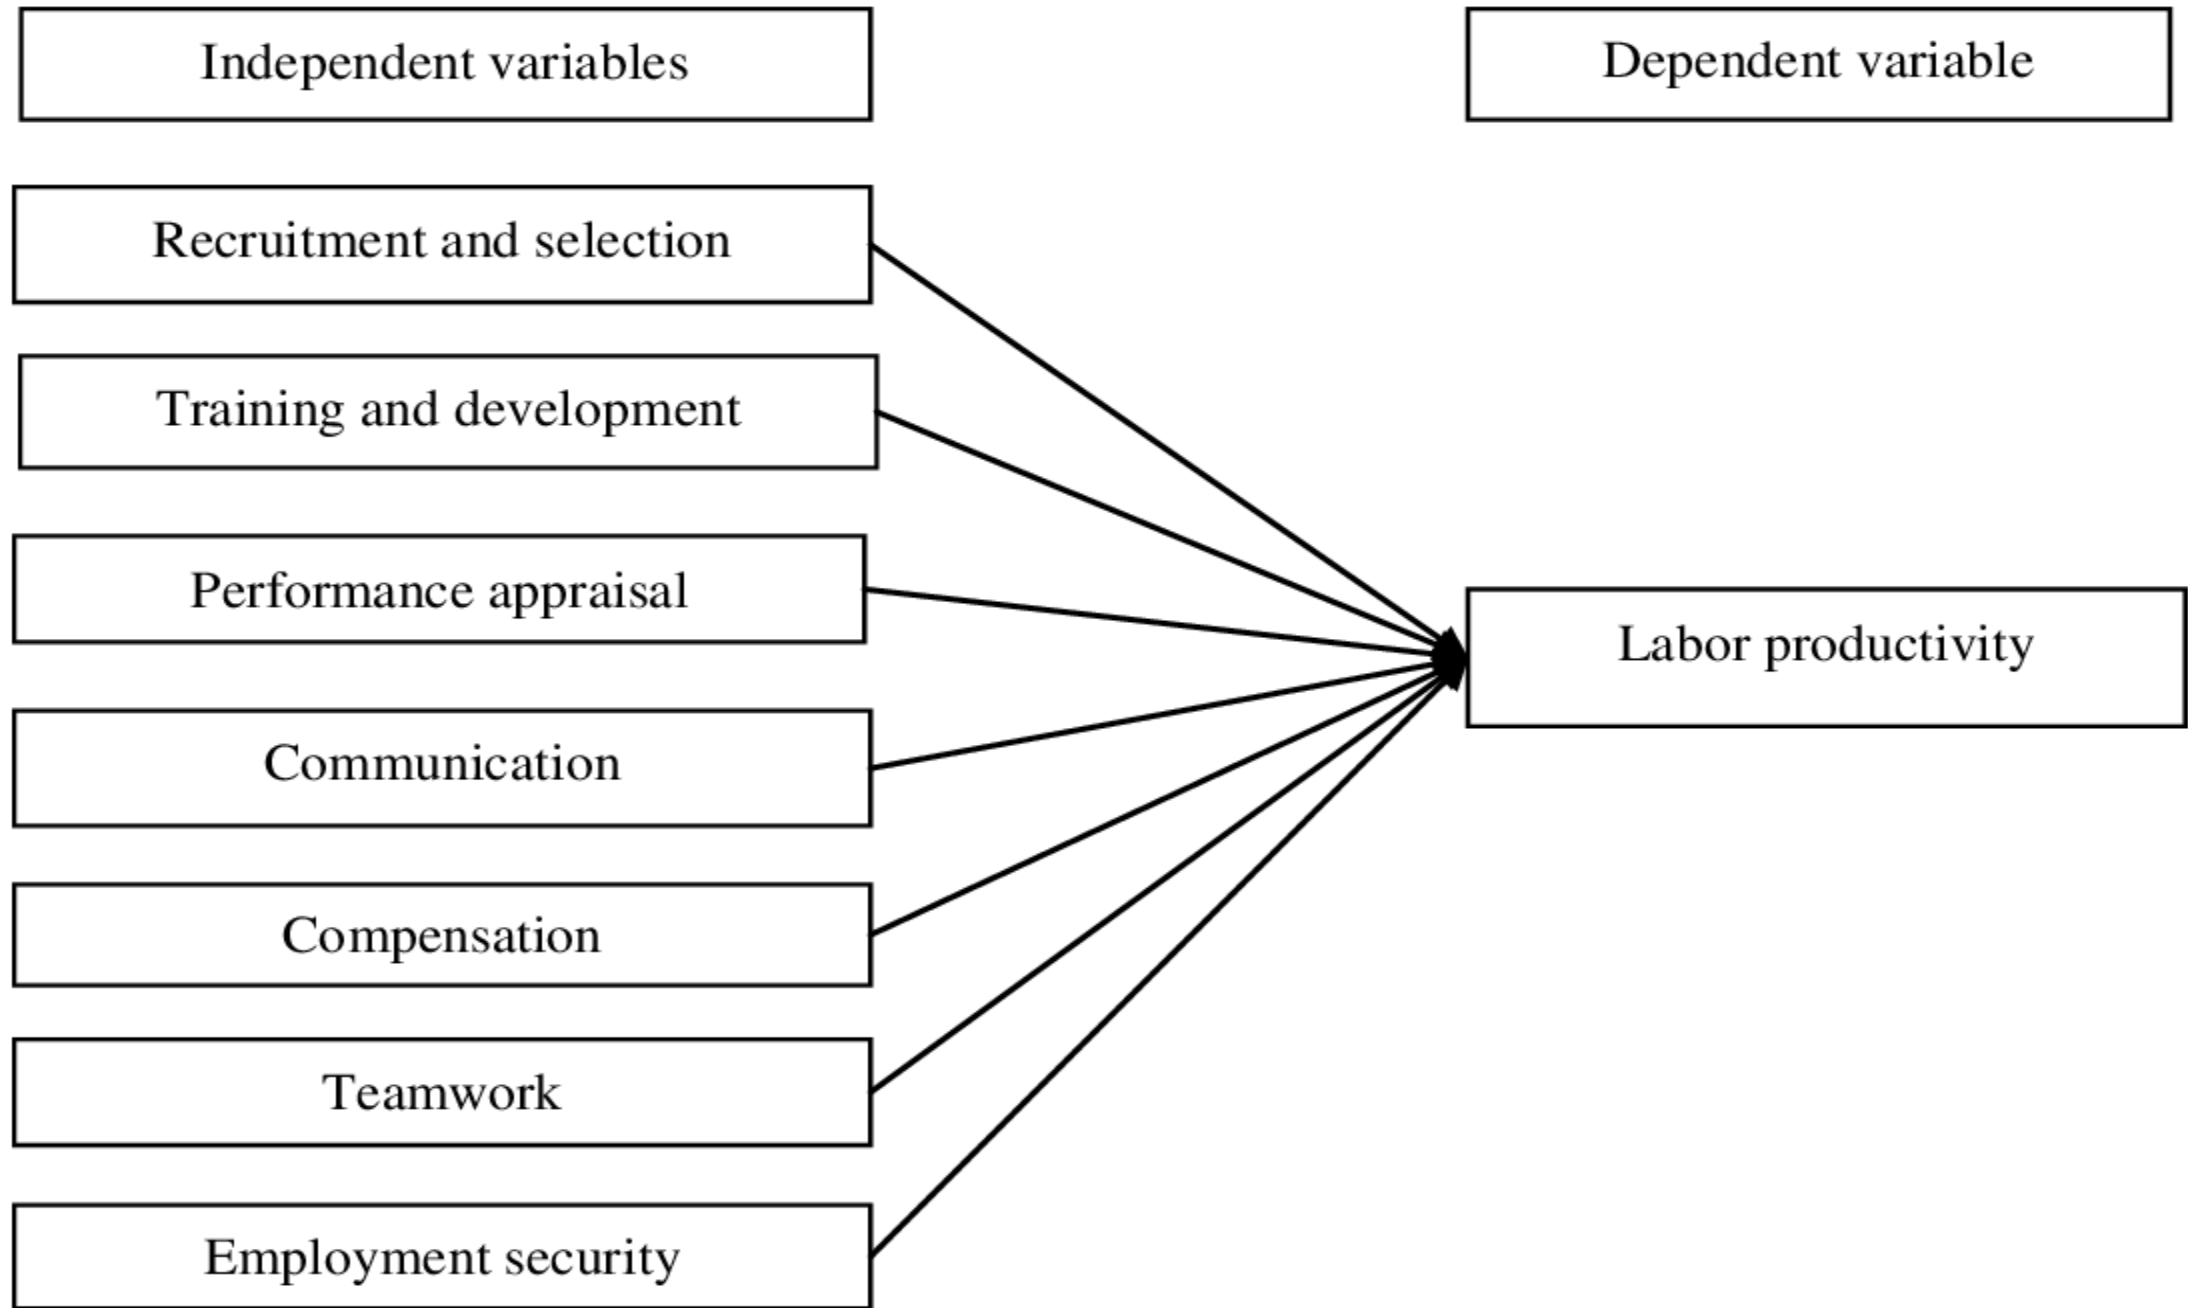 Independent variables
Dependent variable
Recruitment and selection
Training and development
Performance appraisal
Labor productivity
Communication
Compensation
Teamwork
Employment security